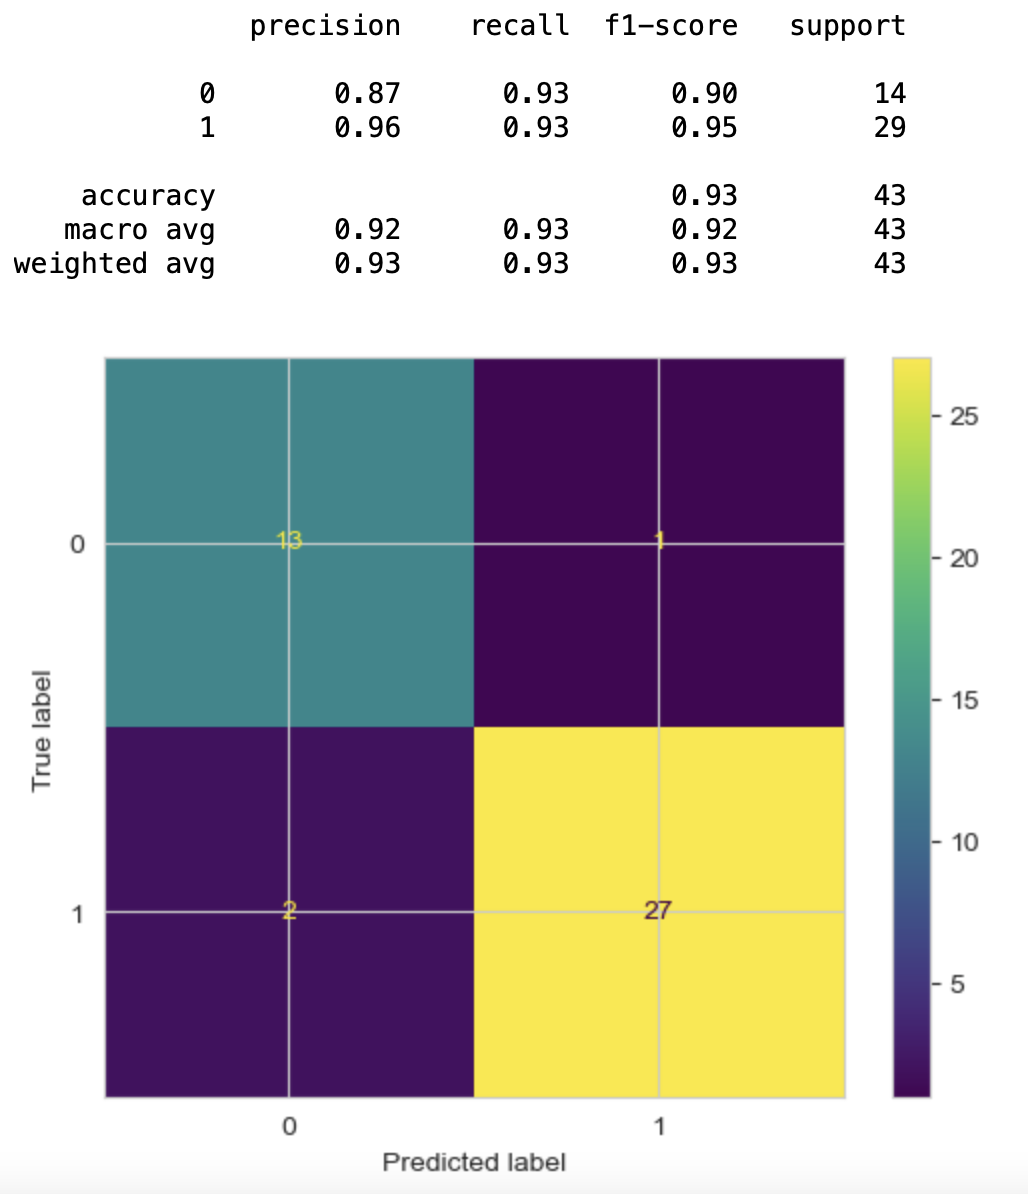 precision recall f1-score support
0 0.87 0.93 0.90 14
1 0.96 0.93 0.95 29
accuracy 0.93 43
macro avg 0.92 0.93 0.92 43
weighted avg 0.93 0.93 0.93 43
25
20
15
10
5
True label
0
13 1
1
2 27
0 1
Predicted label